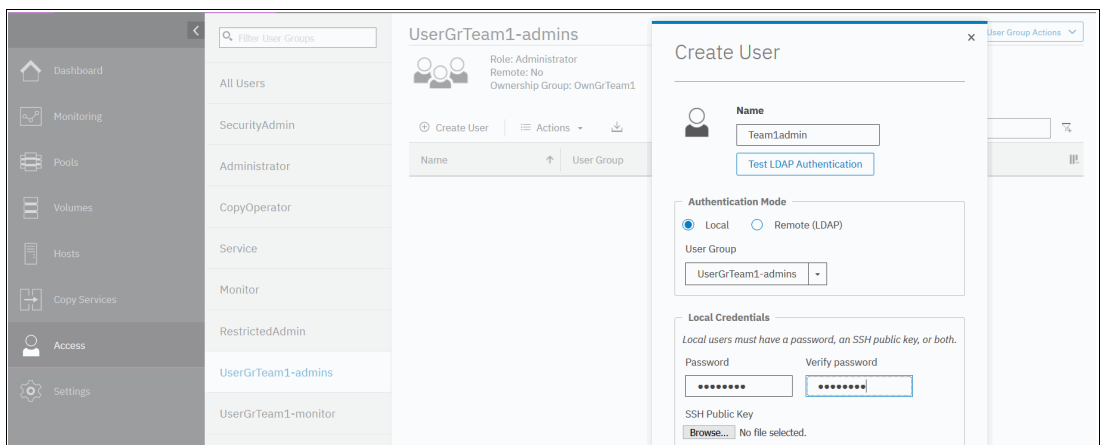 Dashboard
Monitoring
Pools
Volumes
Hosts
Copy Services
Access
Settings
Filter User Groups
All Users
SecurityAdmin
Administrator
CopyOperator
Service
Monitor
RestrictedAdmin
UserGrTeam1-admins
UserGrTeam1-monitor
UserGrTeam1-admins
Role: Administrator
Remote: No
Ownership Group: OwnGrTeam1
Create User
Actions
Name
User Group
User Group Actions
Create User
Name
Team1admin
Test LDAP Authentication
Authentication Mode
Local
Remote (LDAP)
User Group
UserGrTeam1-admins
Local Credentials
Local users must have a password, an SSH public key, or both.
Password
Verify password
SSH Public Key
Browse... No file selected.